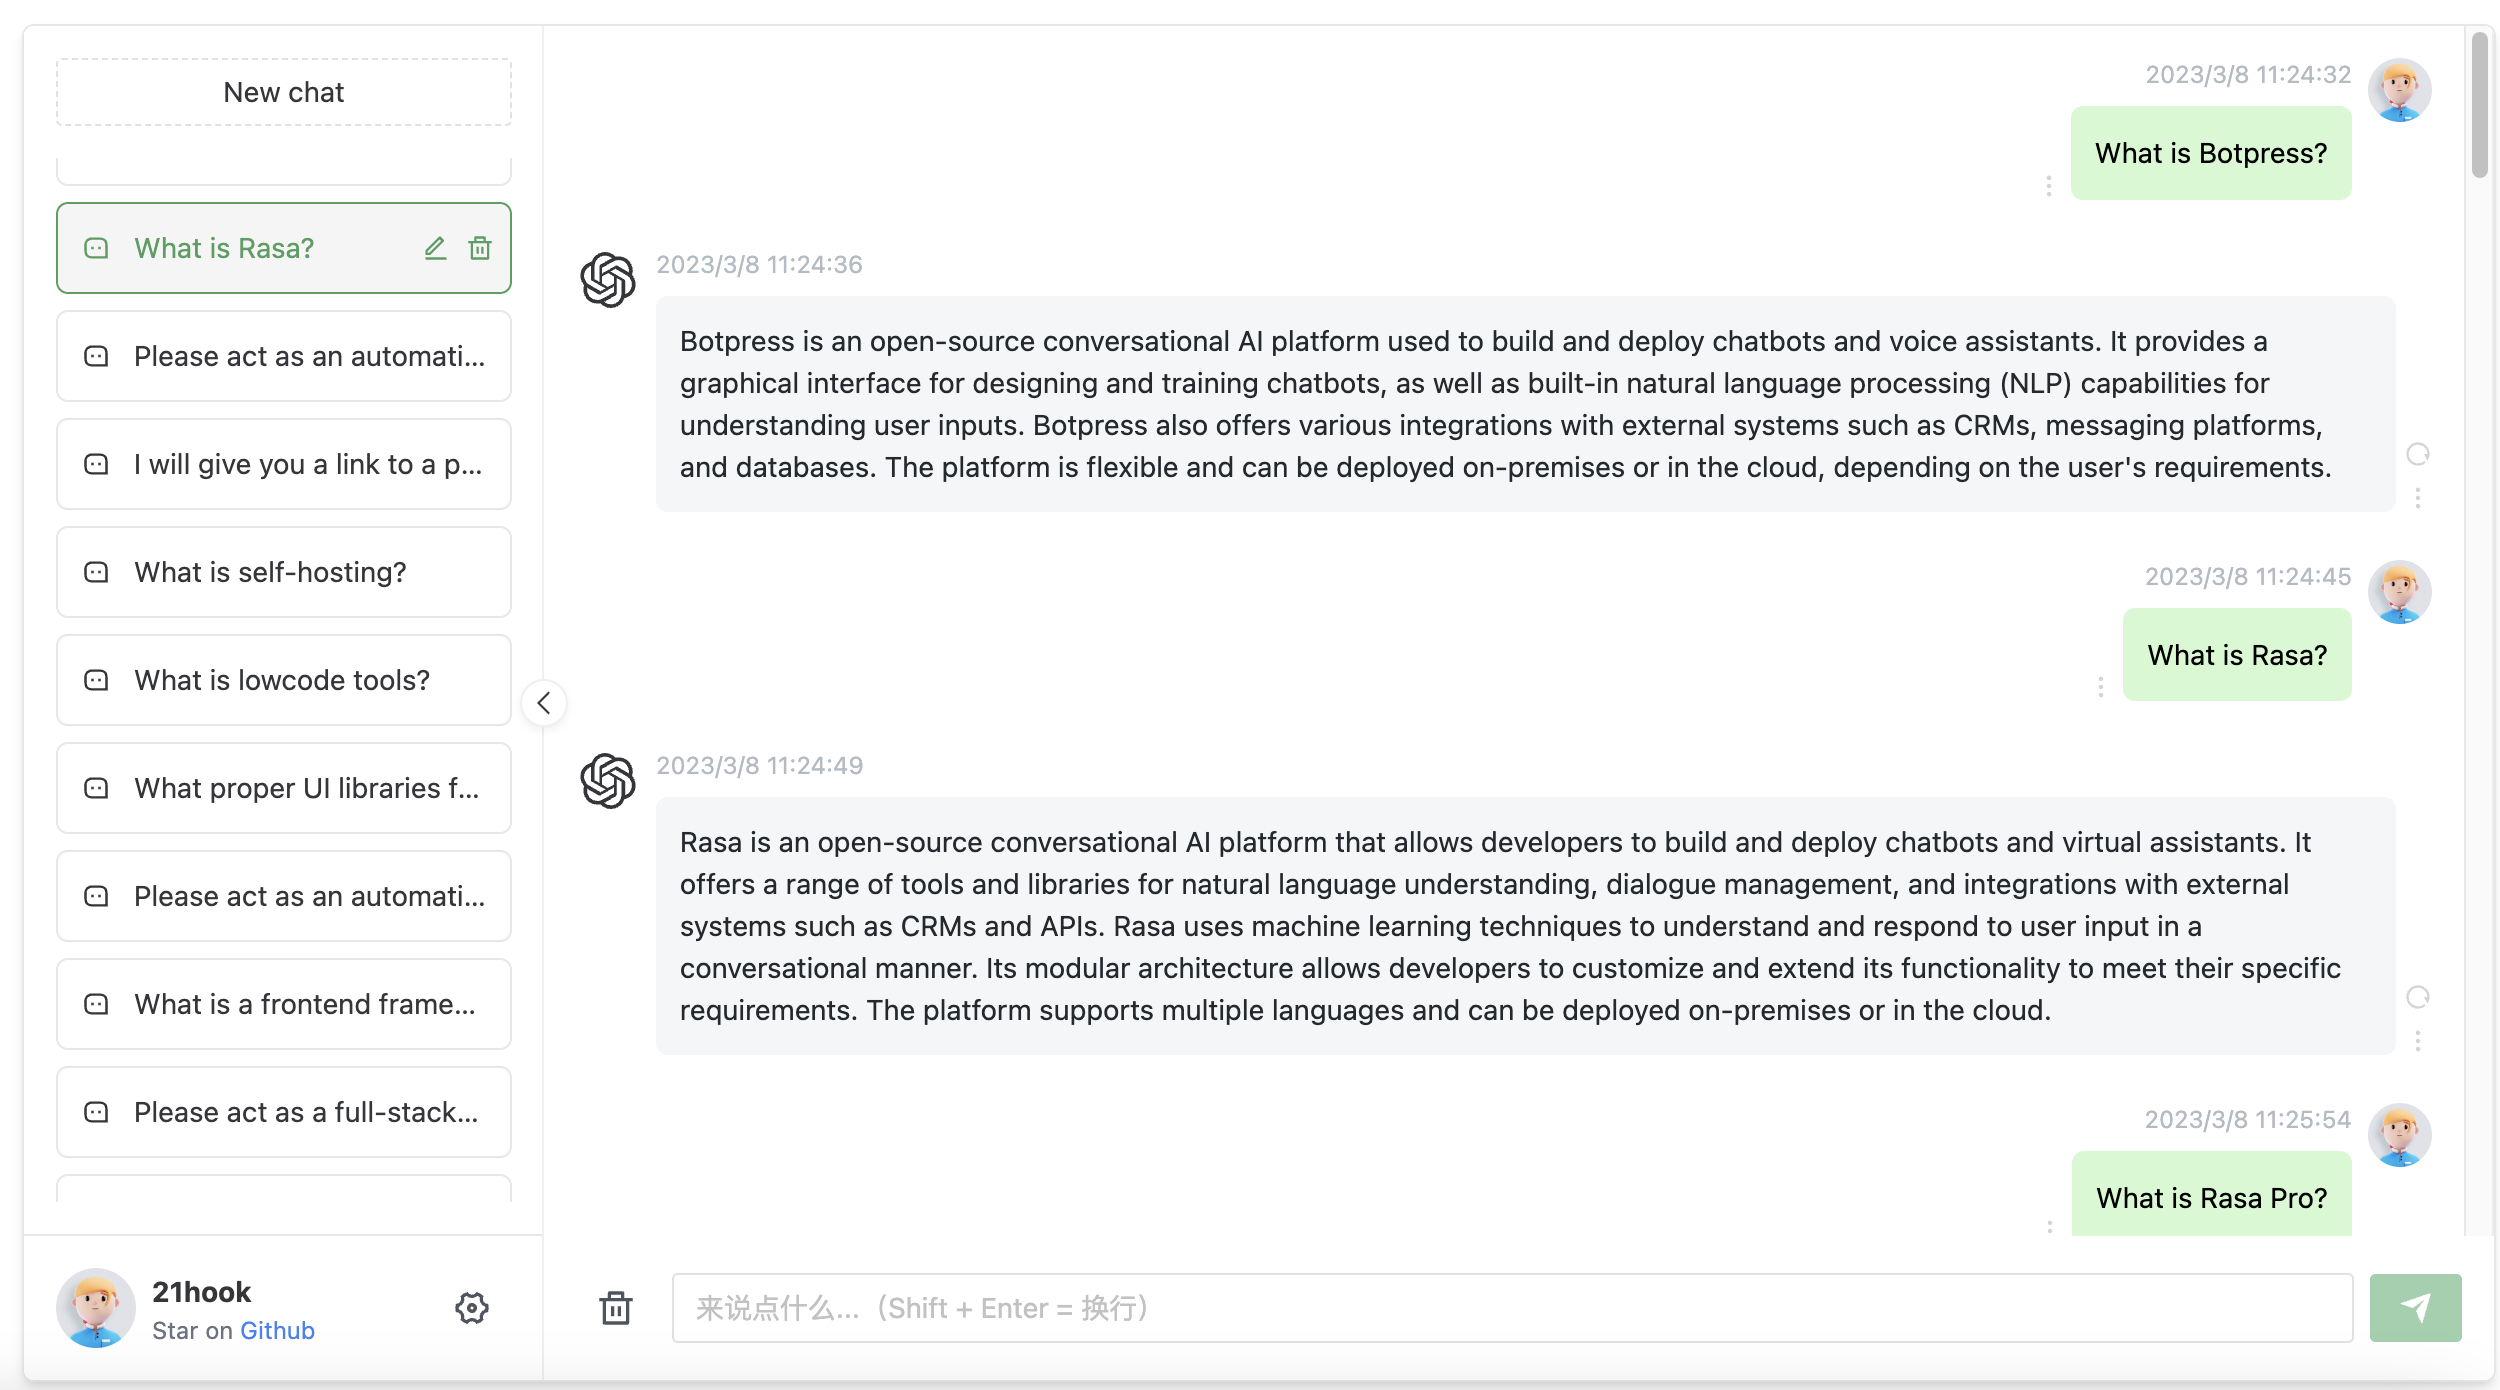 New chat
What is Rasa?
Please act as an automati...
I will give you a link to a p...
What is self-hosting?
What is lowcode tools?
What proper UI libraries f...
Please act as an automati...
What is a frontend frame...
Please act as a full-stack...
21hook
Star on Github
2023/3/8 11:24:32
What is Botpress?
2023/3/8 11:24:36
Botpress is an open-source conversational AI platform used to build and deploy chatbots and voice assistants. It provides a
graphical interface for designing and training chatbots, as well as built-in natural language processing (NLP) capabilities for
understanding user inputs. Botpress also offers various integrations with external systems such as CRMs, messaging platforms,
and databases. The platform is flexible and can be deployed on-premises or in the cloud, depending on the user's requirements.
2023/3/8 11:24:45
What is Rasa?
2023/3/8 11:24:49
Rasa is an open-source conversational AI platform that allows developers to build and deploy chatbots and virtual assistants. It
offers a range of tools and libraries for natural language understanding, dialogue management, and integrations with external
systems such as CRMs and APIs. Rasa uses machine learning techniques to understand and respond to user input in a
conversational manner. Its modular architecture allows developers to customize and extend its functionality to meet their specific
requirements. The platform supports multiple languages and can be deployed on-premises or in the cloud.
2023/3/8 11:25:54
What is Rasa Pro?
来说点什么...（Shift + Enter = 换行）